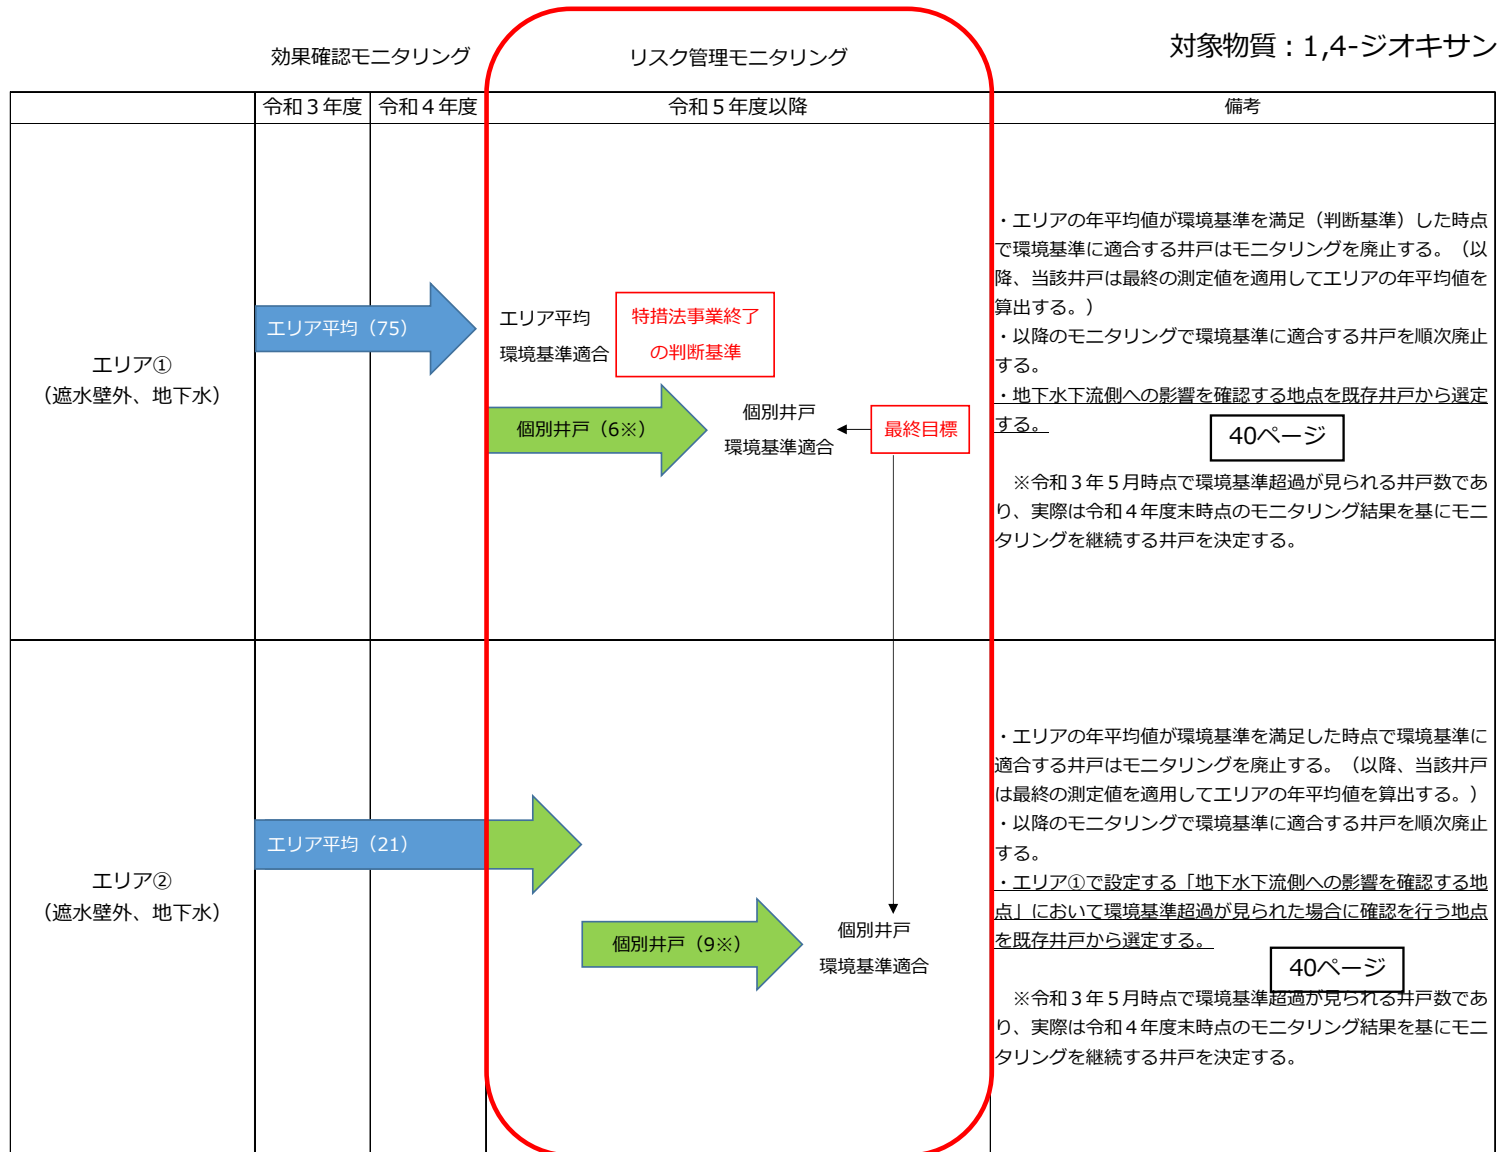 効果確認モニタリング
リスク管理モニタリング
対象物質：1,4-ジオキサン
令和３年度
令和４年度
令和５年度以降
備考
エリア①
（遮水壁外、地下水）
エリア平均（75）
エリア平均
環境基準適合
特措法事業終了
の判断基準
個別井戸（6※）
個別井戸
環境基準適合
最終目標
・エリアの年平均値が環境基準を満足（判断基準）した時点
で環境基準に適合する井戸はモニタリングを廃止する。（以
降、当該井戸は最終の測定値を適用してエリアの年平均値を
算出する。）
・以降のモニタリングで環境基準に適合する井戸を順次廃止
する。
・地下水下流側への影響を確認する地点を既存井戸から選定
する。
40ページ
※令和３年５月時点で環境基準超過が見られる井戸数であ
り、実際は令和４年度末時点のモニタリング結果を基にモニ
タリングを継続する井戸を決定する。
エリア②
（遮水壁外、地下水）
エリア平均（21）
個別井戸（9※）
個別井戸
環境基準適合
・エリアの年平均値が環境基準を満足した時点で環境基準に
適合する井戸はモニタリングを廃止する。（以降、当該井戸
は最終の測定値を適用してエリアの年平均値を算出する。）
・以降のモニタリングで環境基準に適合する井戸を順次廃止
する。
・エリア①で設定する「地下水下流側への影響を確認する地
点」において環境基準超過が見られた場合に確認を行う地点
を既存井戸から選定する。
40ページ
※令和３年５月時点で環境基準超過が見られる井戸数であ
り、実際は令和４年度末時点のモニタリング結果を基にモニ
タリングを継続する井戸を決定する。